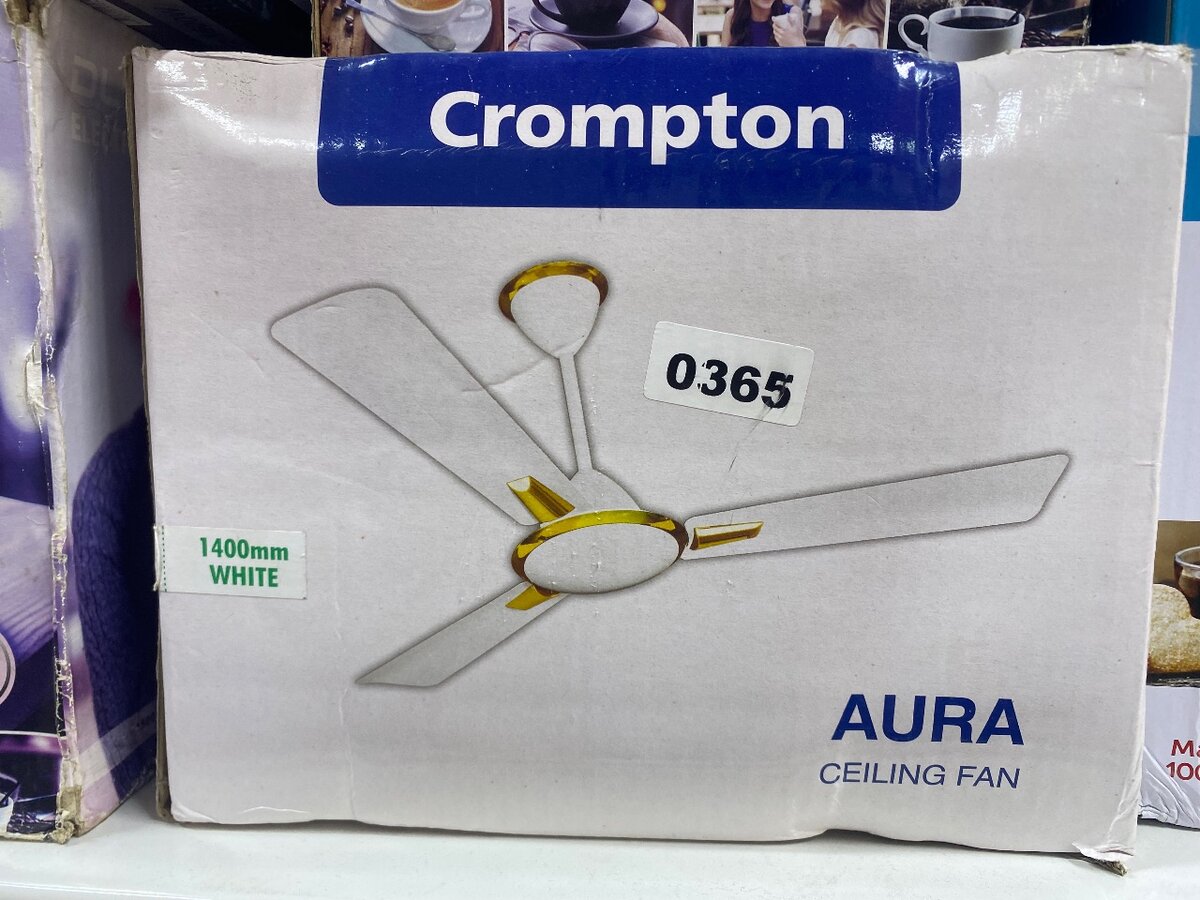 Crompton
0365
1400mm
WHITE
AURA
CEILING FAN